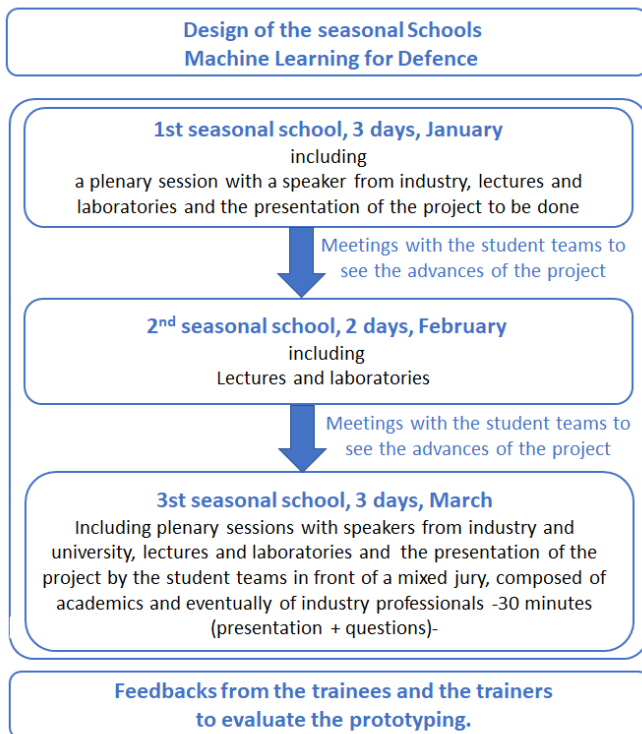 Design of the seasonal Schools
Machine Learning for Defence
1st seasonal school, 3 days, January
including
a plenary session with a speaker from industry, lectures and
laboratories and the presentation of the project to be done
Meetings with the student teams to
see the advances of the project
2nd seasonal school, 2 days, February
including
Lectures and laboratories
Meetings with the student teams to
see the advances of the project
3st seasonal school, 3 days, March
Including plenary sessions with speakers from industry and
university, lectures and laboratories and the presentation of the
project by the student teams in front of a mixed jury, composed of
academics and eventually of industry professionals -30 minutes
(presentation + questions)-
Feedbacks from the trainees and the trainers
to evaluate the prototyping.